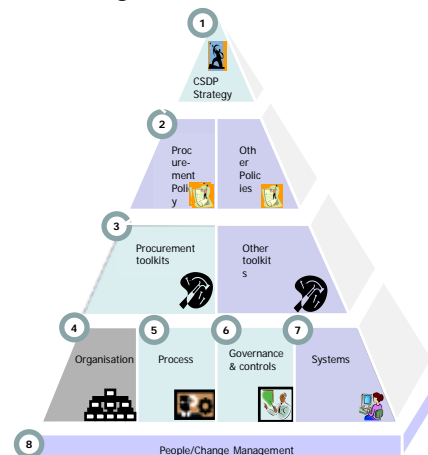 1
CSDP
Strategy
2
Proc
ure-
ment
Polic
y
Oth
er
Polic
ies
3
Procurement
toolkits
Other
toolkit
s
4
5
6
7
Organisation
Process
Governance
& controls
Systems
8
People/Change Management